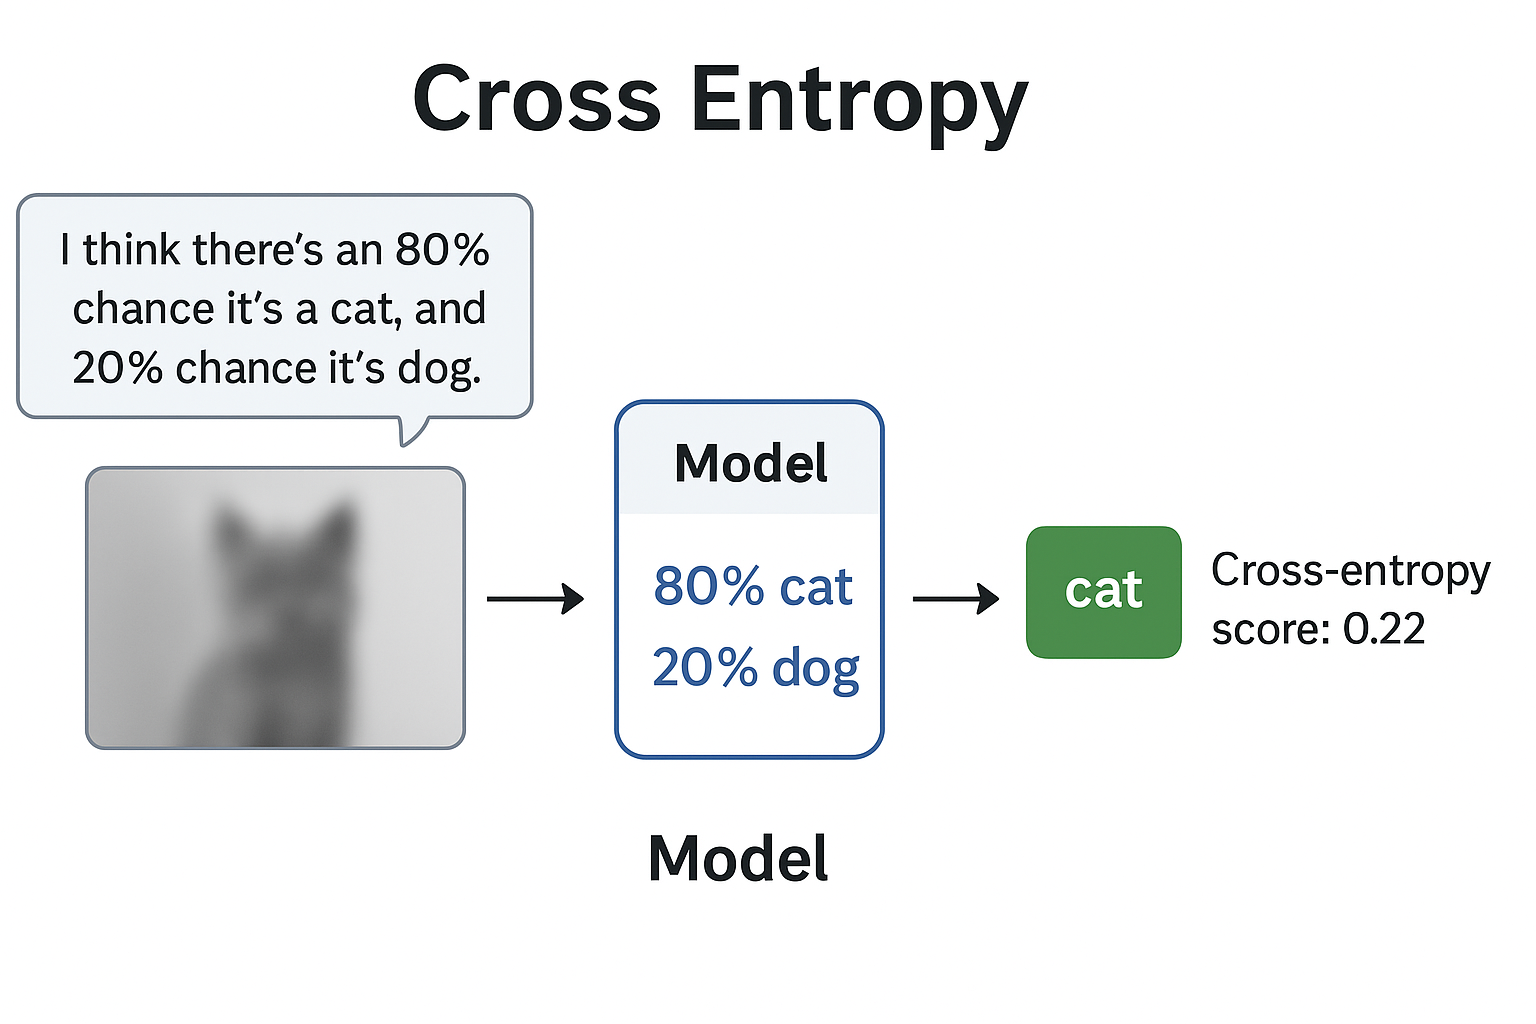 Cross Entropy
I think there's an 80%
chance it's a cat, and
20% chance it's dog.
Model
80% cat
20% dog
cat
Cross-entropy
score: 0.22
Model